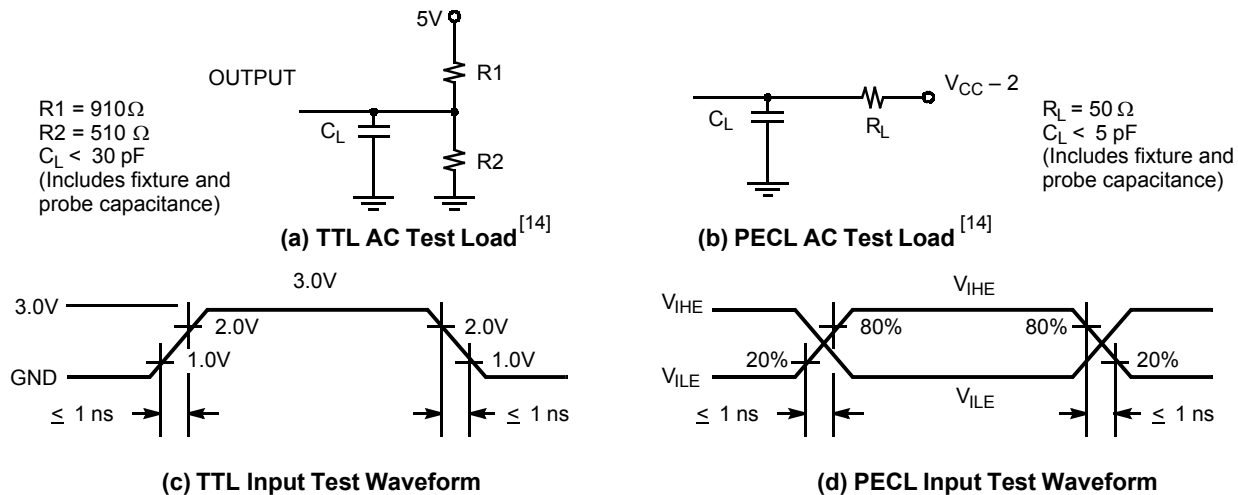 5V
OUTPUT
R1
R1 = 910Ω
R2 = 510 Ω
C_L < 30 pF
(Includes fixture and
probe capacitance)
C_L
R2
(a) TTL AC Test Load [14]
V_CC – 2
C_L
R_L
R_L = 50 Ω
C_L < 5 pF
(Includes fixture and
probe capacitance)
(b) PECL AC Test Load [14]
3.0V
3.0V
2.0V
2.0V
1.0V
1.0V
GND
≤ 1 ns
≤ 1 ns
(c) TTL Input Test Waveform
V_IHE
V_IHE
80%
80%
20%
20%
V_ILE
V_ILE
≤ 1 ns
≤ 1 ns
(d) PECL Input Test Waveform